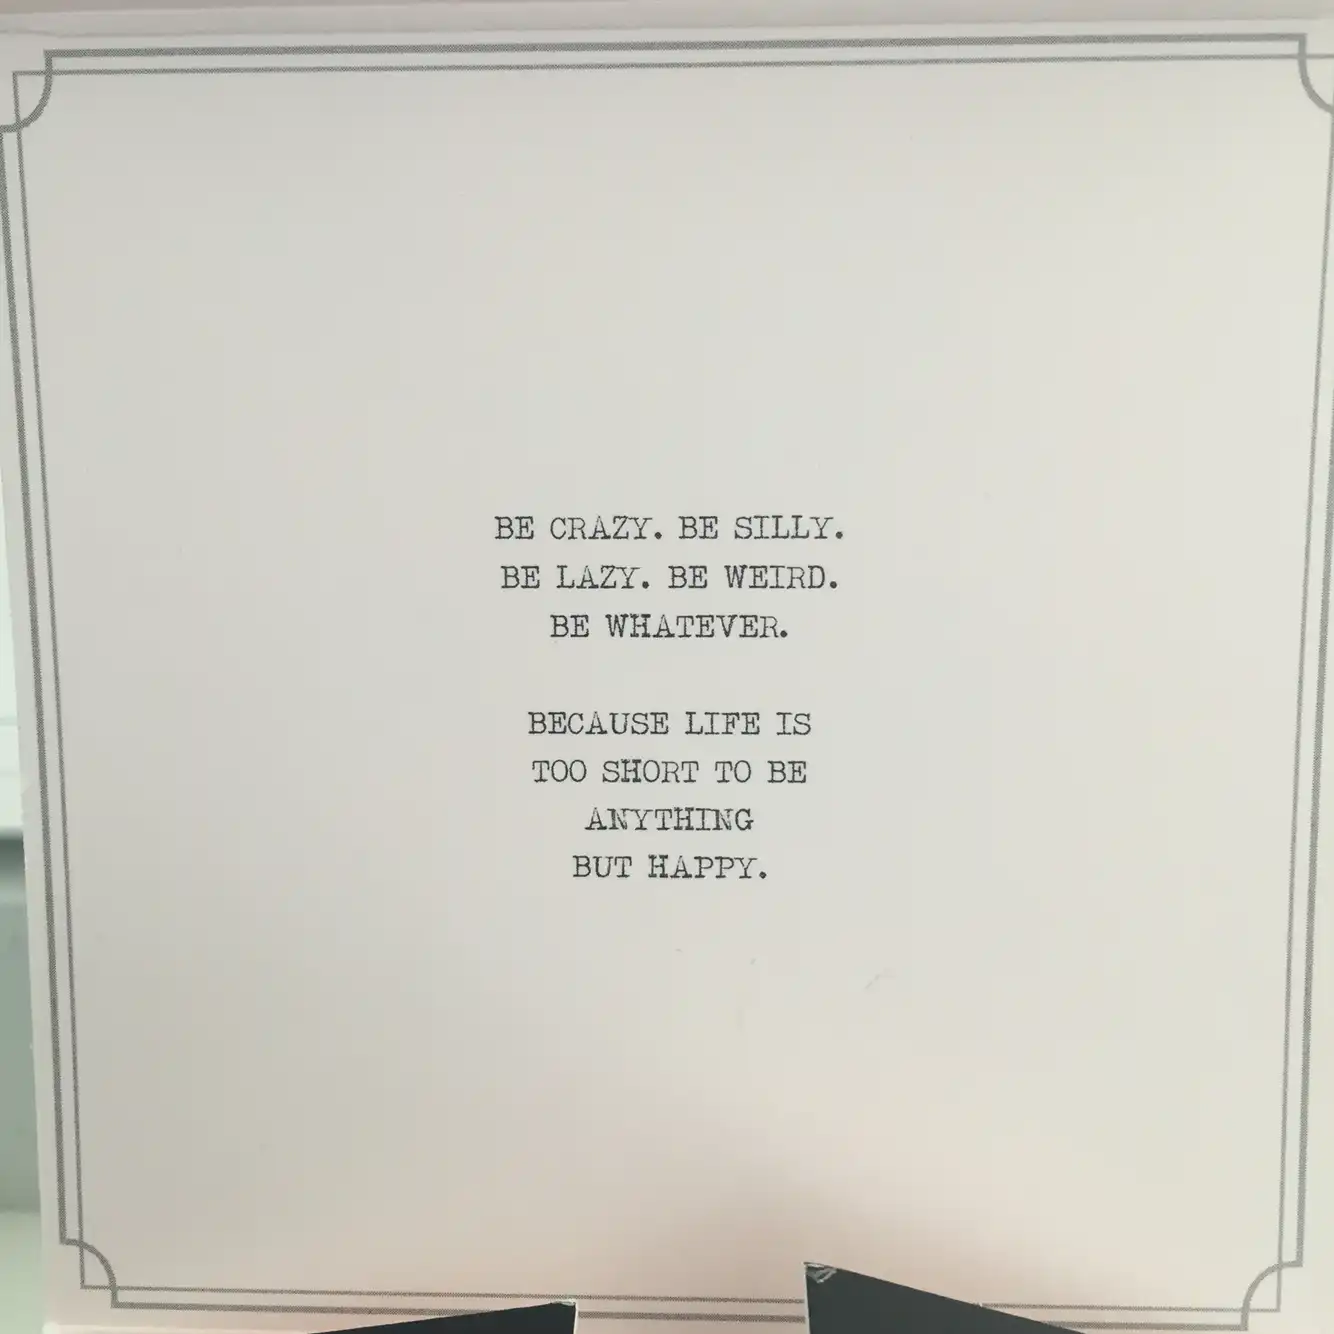 BE CRAZY. BE SILLY.
BE LAZY. BE WEIRD.
BE WHATEVER.
BECAUSE LIFE IS
TOO SHORT TO BE
ANYTHING
BUT HAPPY.